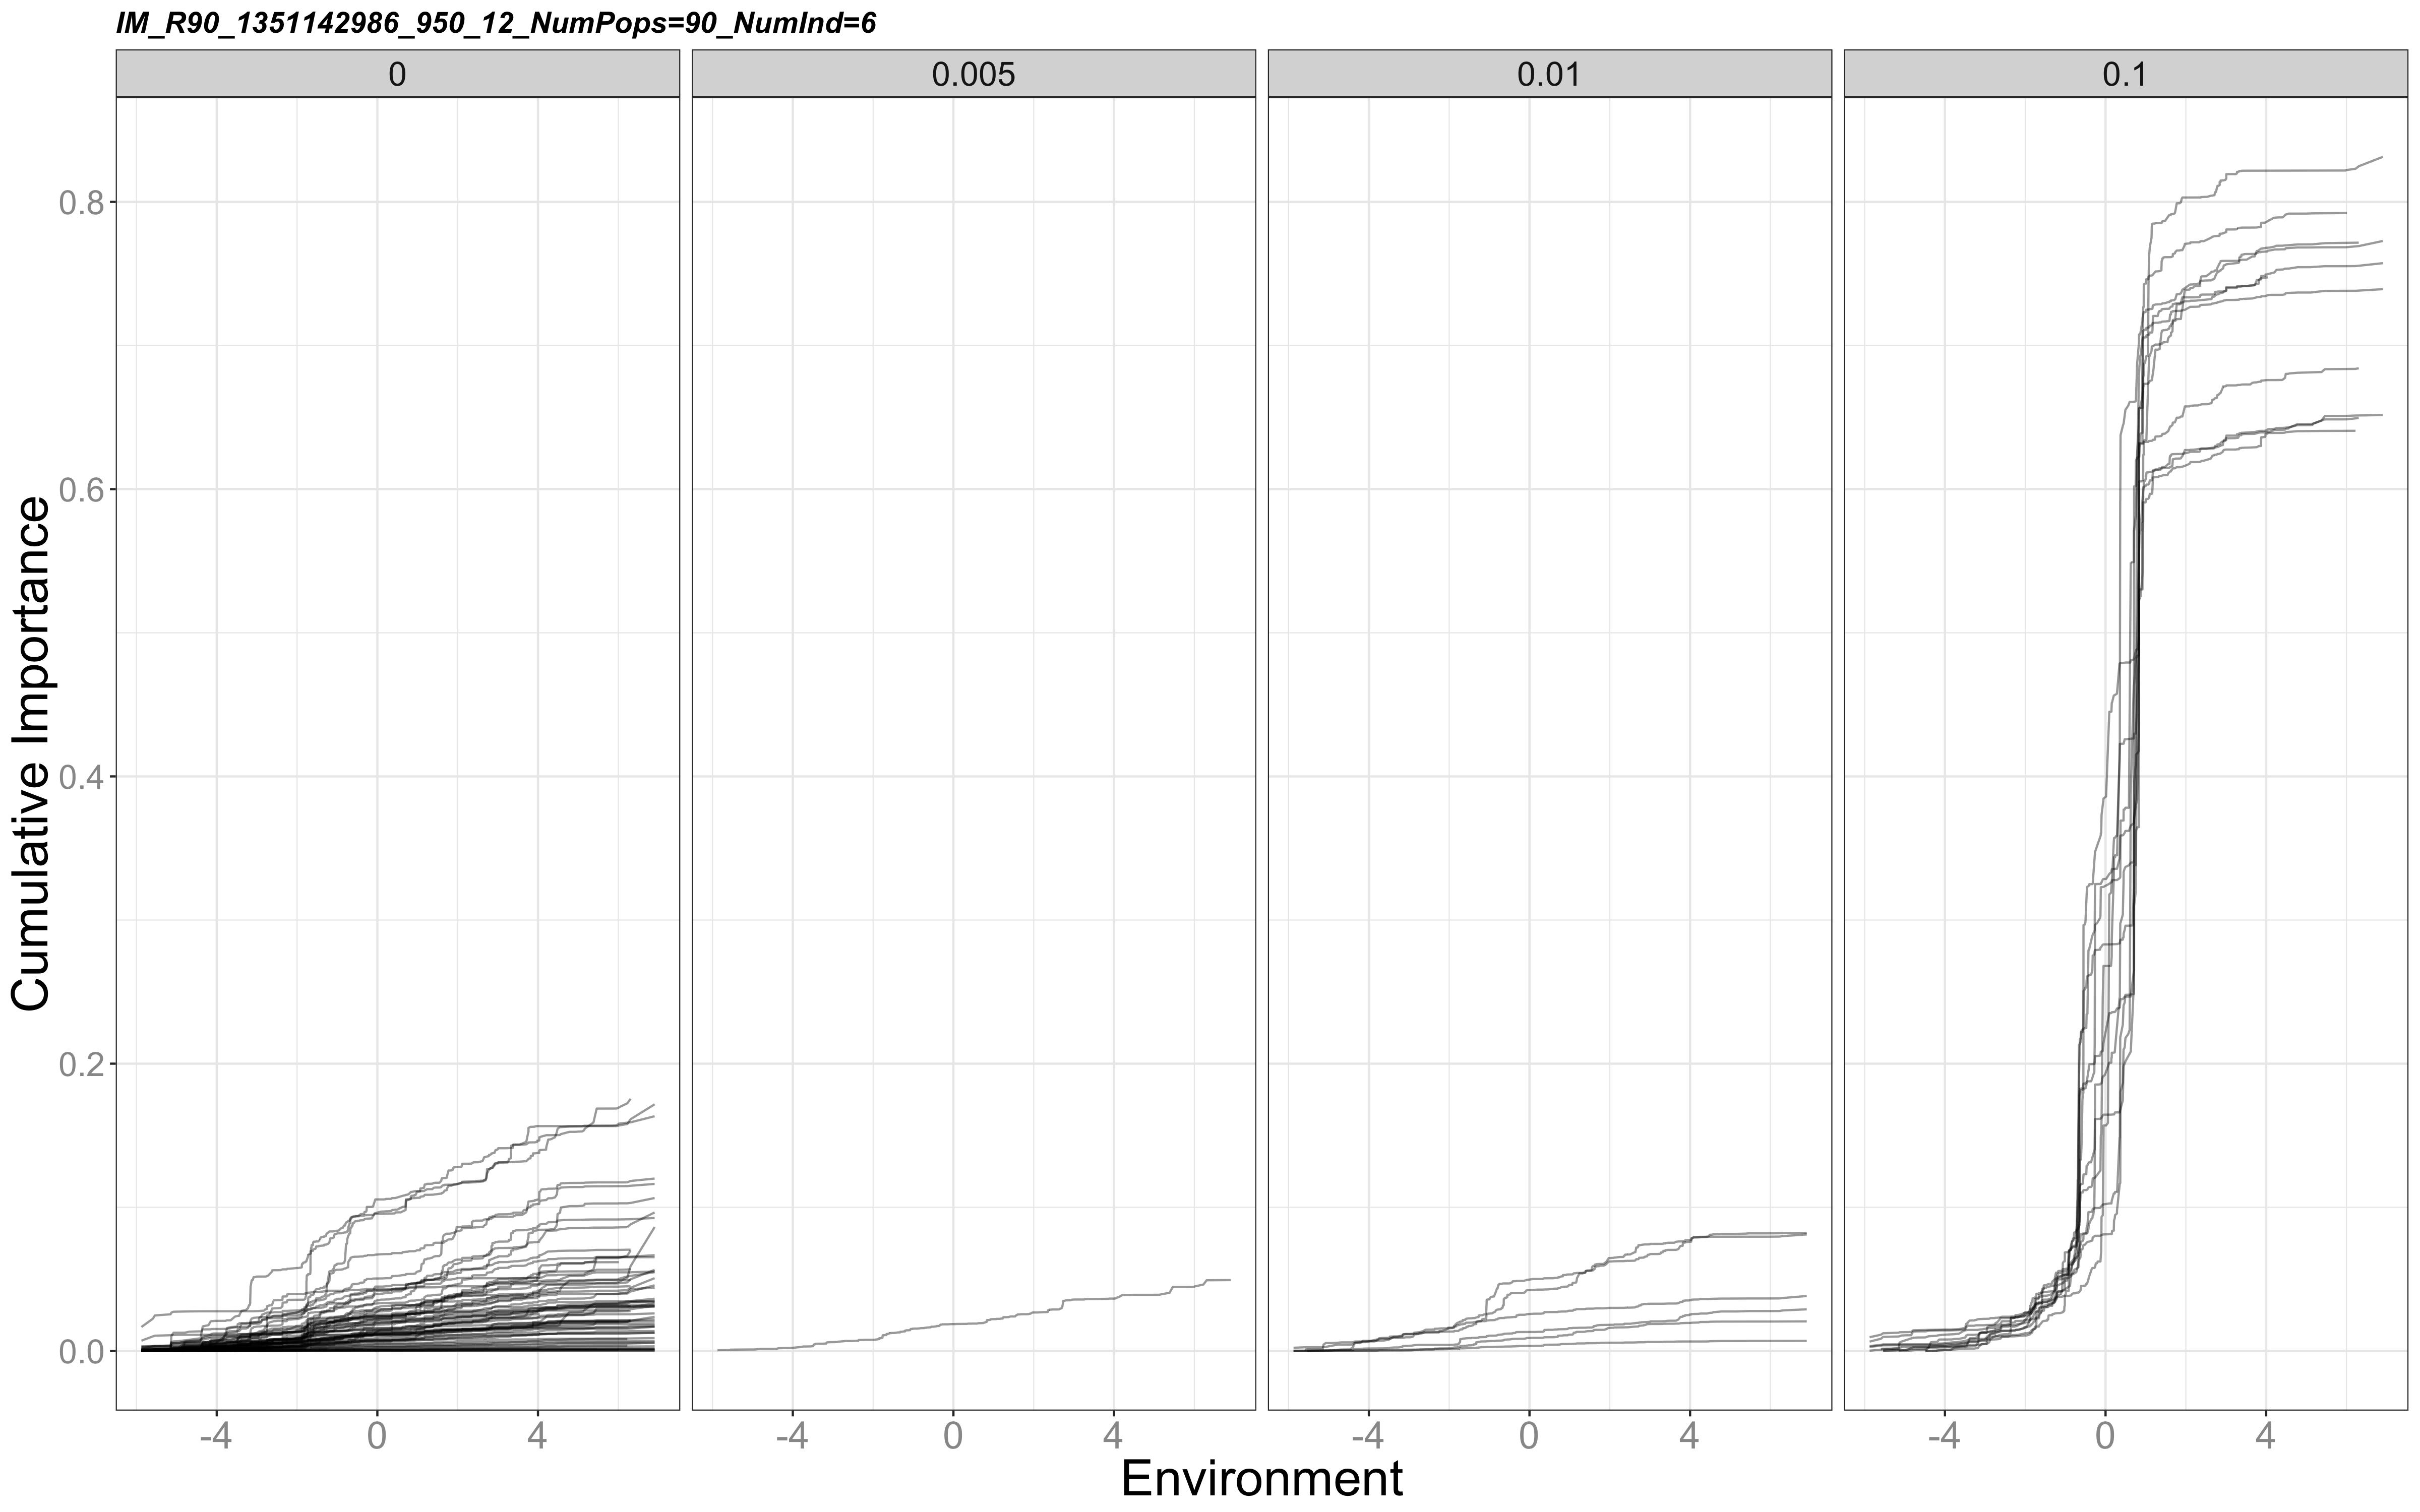 IM_R90_1351142986_950_12_NumPops=90_NumInd=6
0 0.005 0.01 0.1
Cumulative Importance
0.8
0.6
0.4
0.2
0.0
-4 0 4 -4 0 4 -4 0 4 -4 0 4
Environment